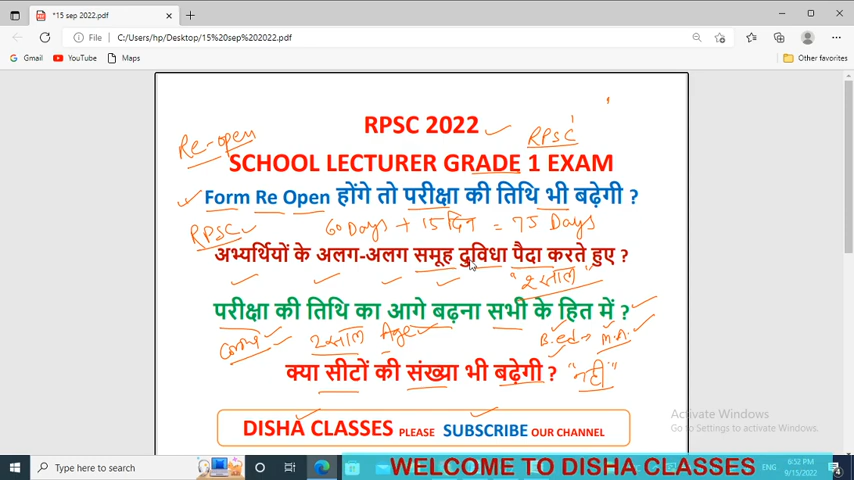 *15 sep 2022.pdf
File C:/Users/hp/Desktop/15%20sep%202022.pdf
Gmail YouTube Maps Other favorites
RPSC 2022
Re-open RPSC
SCHOOL LECTURER GRADE 1 EXAM
Form Re Open होंगे तो परीक्षा की तिथि भी बढ़ेगी ?
RPSC 60 Days + 15 दिन = 75 Days
अभ्यर्थियों के अलग-अलग समूह दुविधा पैदा करते हुए ?
"2 साल"
परीक्षा की तिथि का आगे बढ़ना सभी के हित में ?
2 साल Age B.ed → M.A.
क्या सीटों की संख्या भी बढ़ेगी ? "नहीं"
DISHA CLASSES PLEASE SUBSCRIBE OUR CHANNEL
Activate Windows
Go to Settings to activate Windows.
Type here to search
WELCOME TO DISHA CLASSES
ENG
6:52 PM
9/15/2022
4